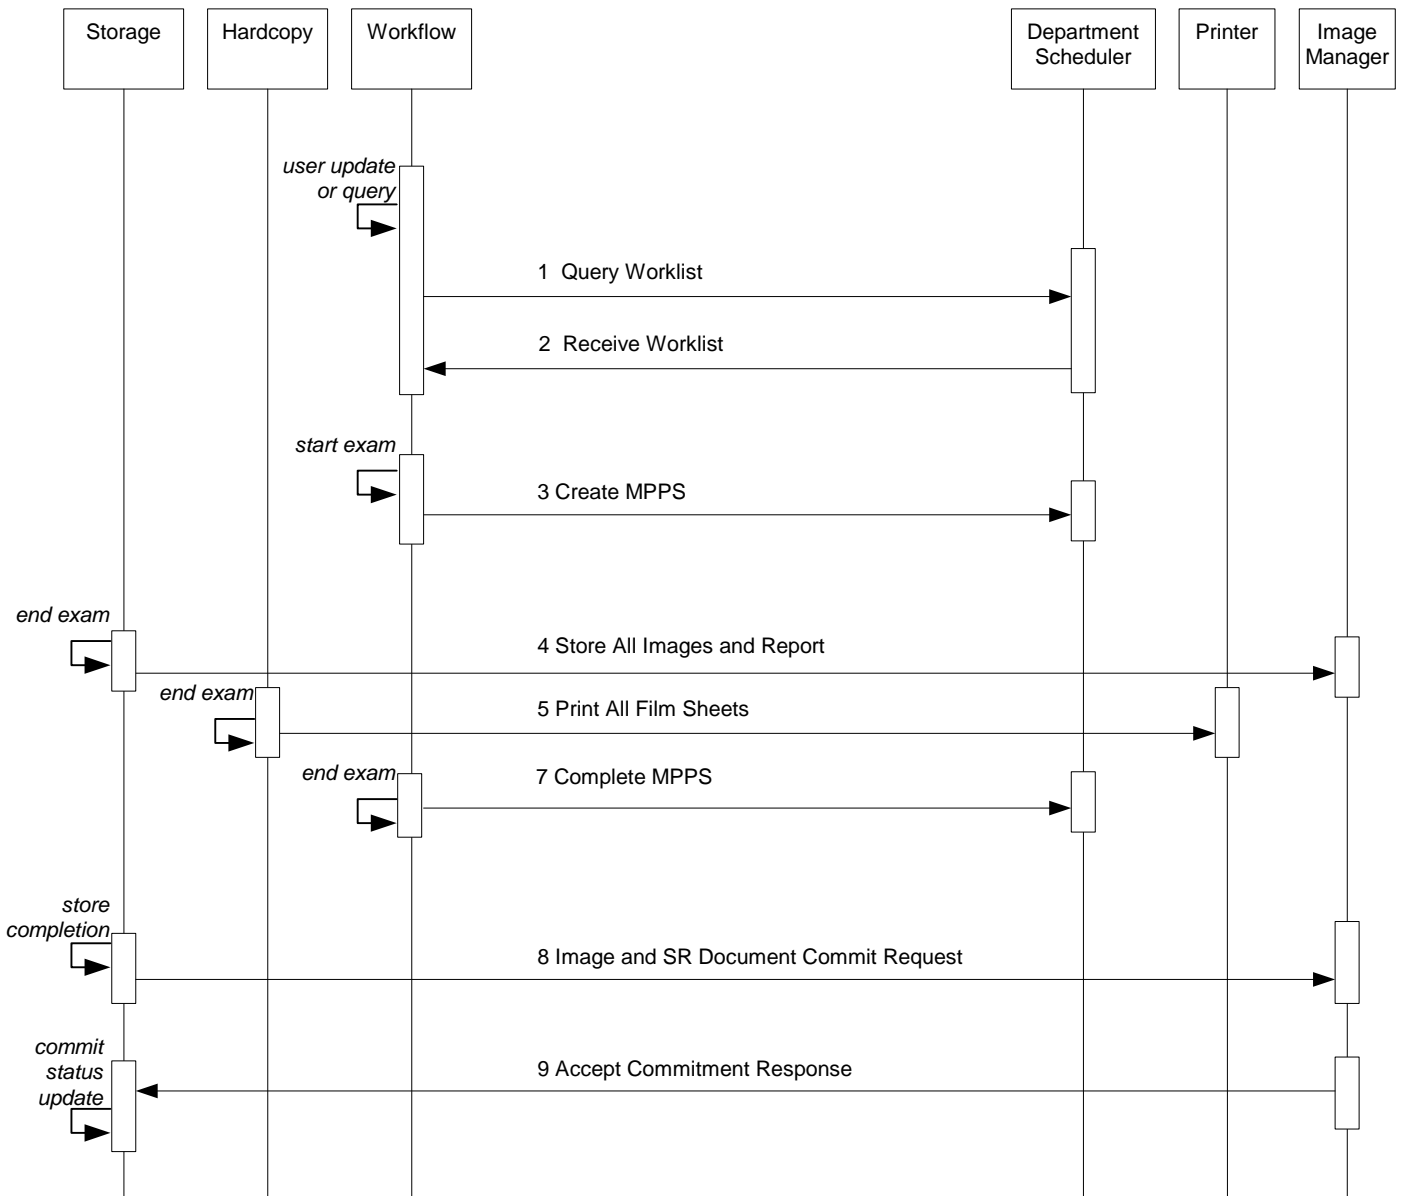 Storage
Hardcopy
Workflow
Department
Scheduler
Printer
Image
Manager
user update
or query
1 Query Worklist
2 Receive Worklist
start exam
3 Create MPPS
end exam
4 Store All Images and Report
end exam
5 Print All Film Sheets
end exam
7 Complete MPPS
store
completion
8 Image and SR Document Commit Request
commit
status
update
9 Accept Commitment Response